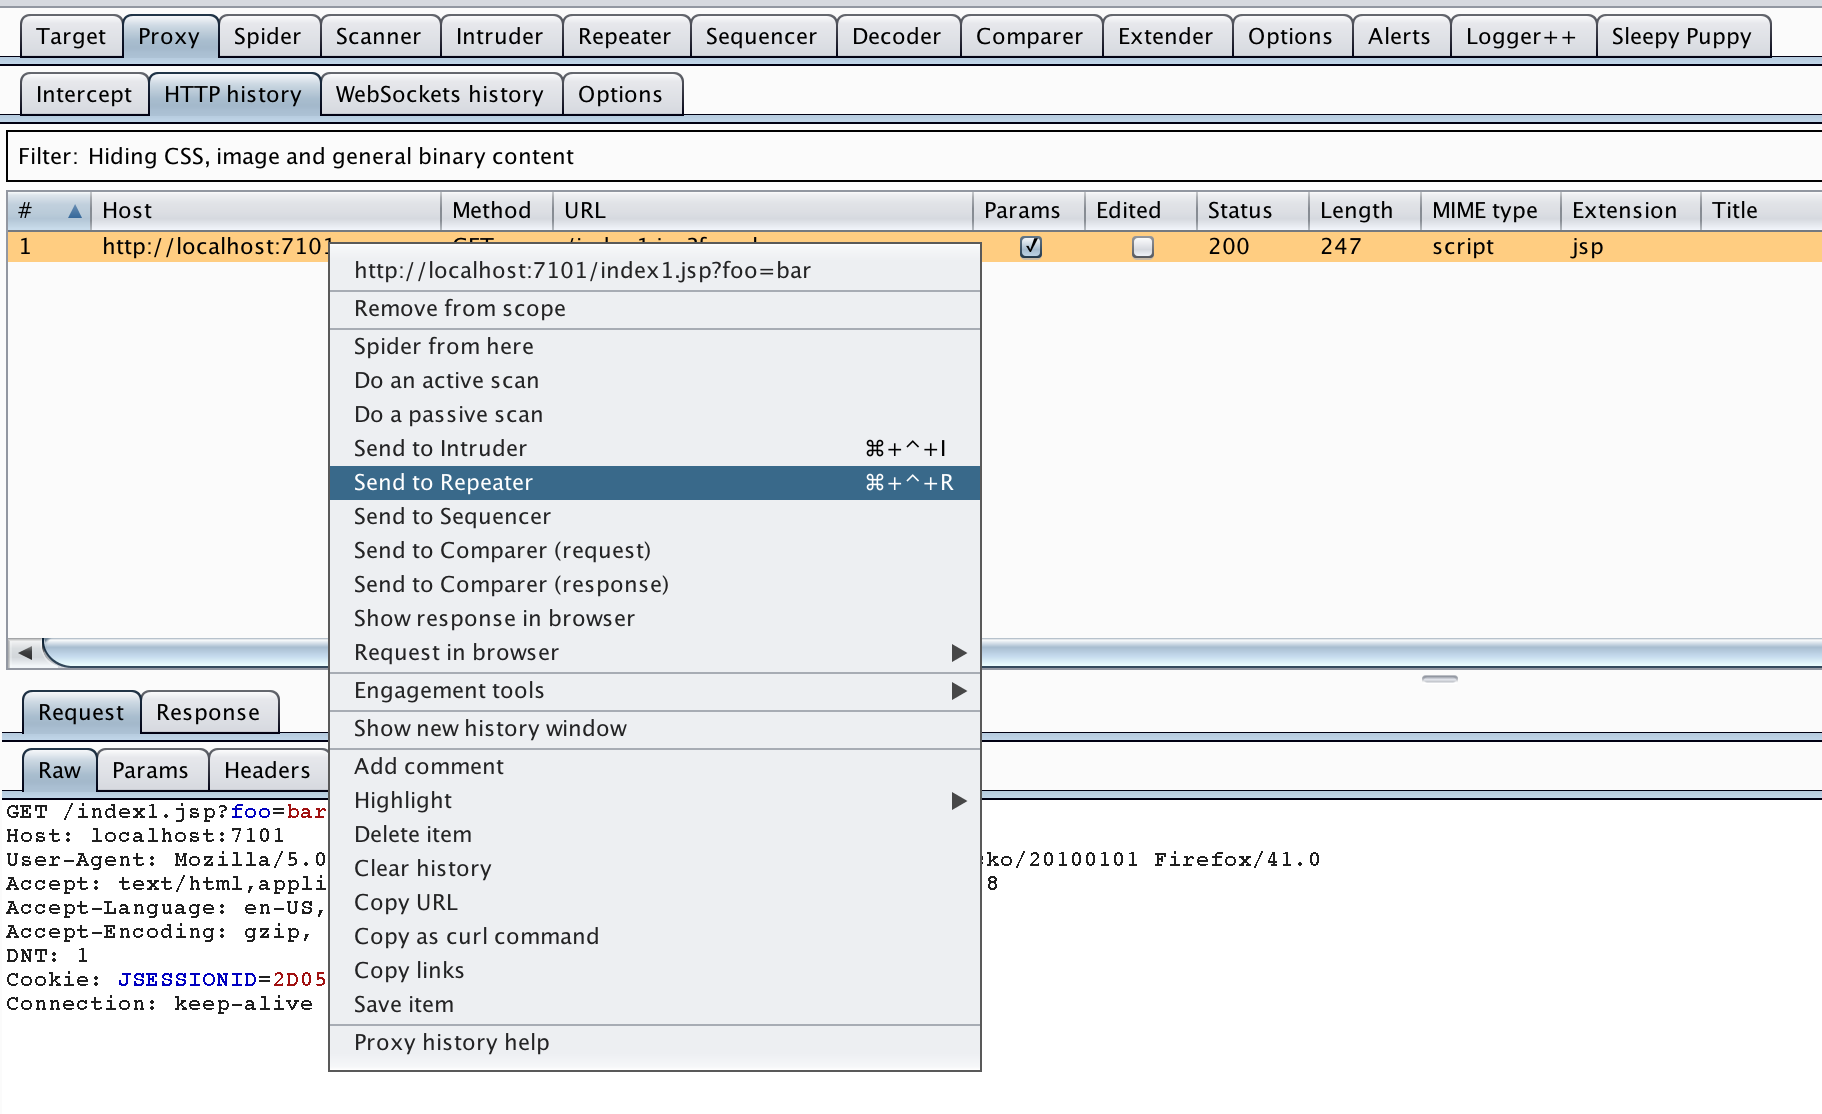 Target Proxy Spider Scanner Intruder Repeater Sequencer Decoder Comparer Extender Options Alerts Logger++ Sleepy Puppy
Intercept HTTP history WebSockets history Options
Filter: Hiding CSS, image and general binary content
# Host Method URL Params Edited Status Length MIME type Extension Title
1 http://localhost:7101 200 247 script jsp
http://localhost:7101/index1.jsp?foo=bar
Remove from scope
Spider from here
Do an active scan
Do a passive scan
Send to Intruder ⌘+^+I
Send to Repeater ⌘+^+R
Send to Sequencer
Send to Comparer (request)
Send to Comparer (response)
Show response in browser
Request in browser
Engagement tools
Show new history window
Add comment
Highlight
Delete item
Clear history
Copy URL
Copy as curl command
Copy links
Save item
Proxy history help
Request Response
Raw Params Headers
GET /index1.jsp?foo=bar
Host: localhost:7101
User-Agent: Mozilla/5.0 cko/20100101 Firefox/41.0
Accept: text/html,appli 8
Accept-Language: en-US,
Accept-Encoding: gzip,
DNT: 1
Cookie: JSESSIONID=2D05
Connection: keep-alive